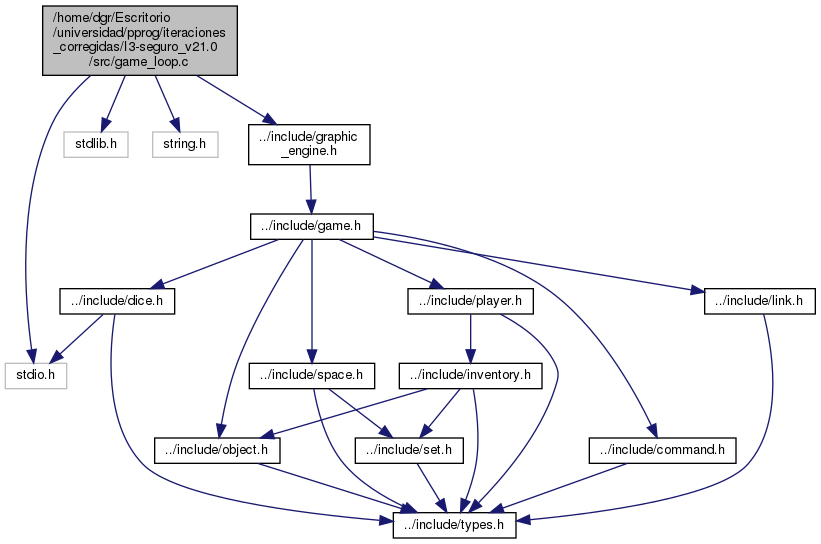 /home/dgr/Escritorio
/universidad/pprog/iteraciones
_corregidas/I3-seguro_v21.0
/src/game_loop.c
stdlib.h
string.h
../include/graphic
_engine.h
../include/game.h
../include/dice.h
../include/player.h
../include/link.h
stdio.h
../include/space.h
../include/inventory.h
../include/object.h
../include/set.h
../include/command.h
../include/types.h